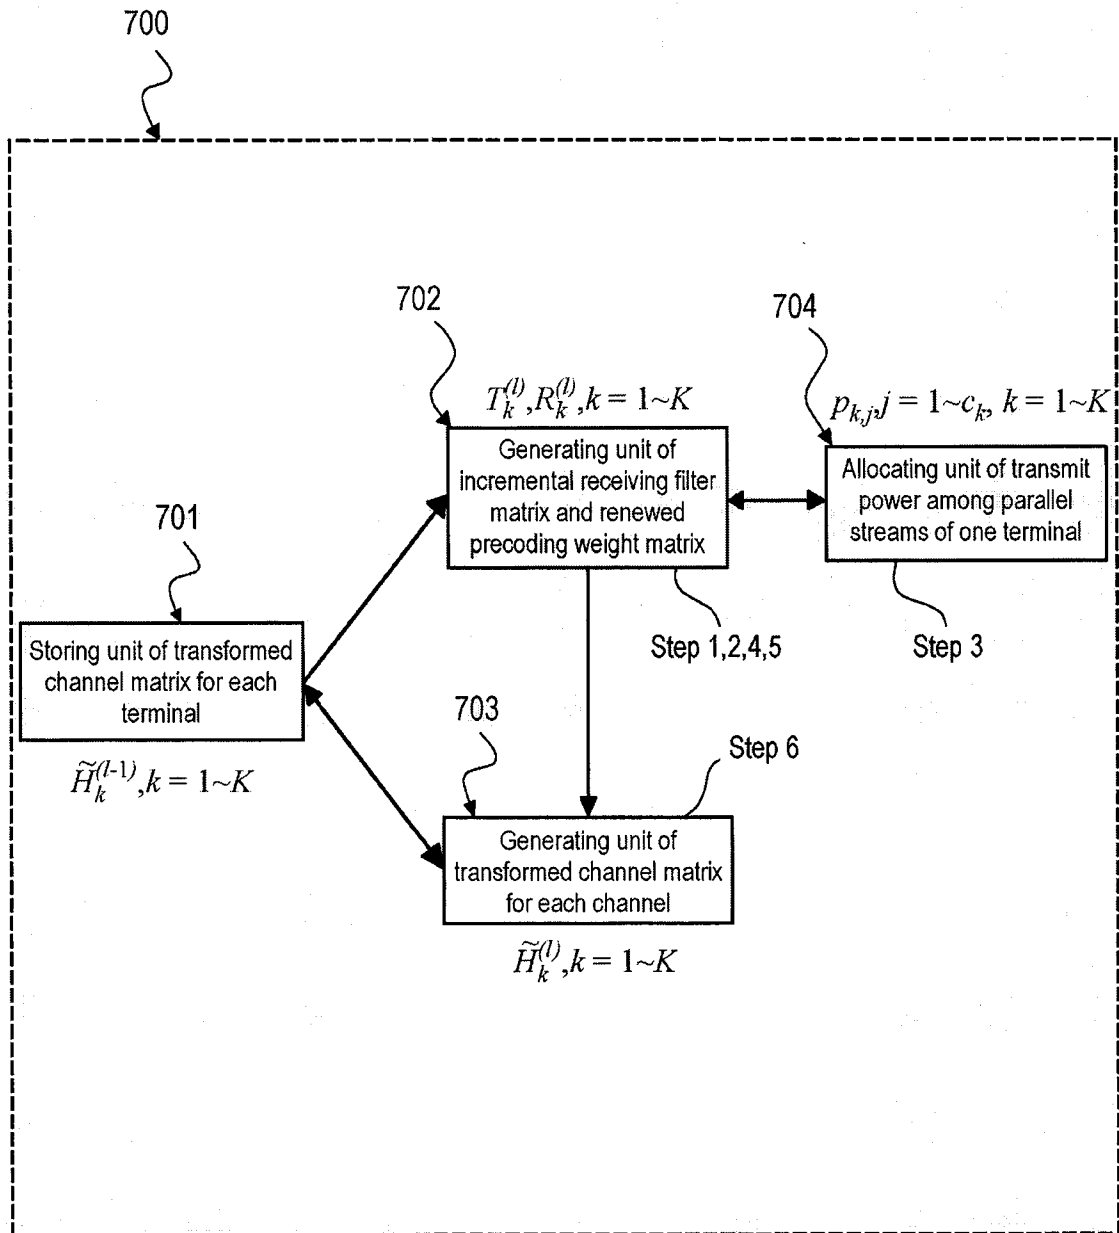 700
702
704
T_k^{(l)},R_k^{(l)},k = 1~K
p_{k,j},j = 1~c_k, k = 1~K
Generating unit of
incremental receiving filter
matrix and renewed
precoding weight matrix
Allocating unit of transmit
power among parallel
streams of one terminal
701
Step 1,2,4,5
Step 3
Storing unit of transformed
channel matrix for each
terminal
H̃_k^{(l-1)},k = 1~K
703
Step 6
Generating unit of
transformed channel matrix
for each channel
H̃_k^{(l)},k = 1~K